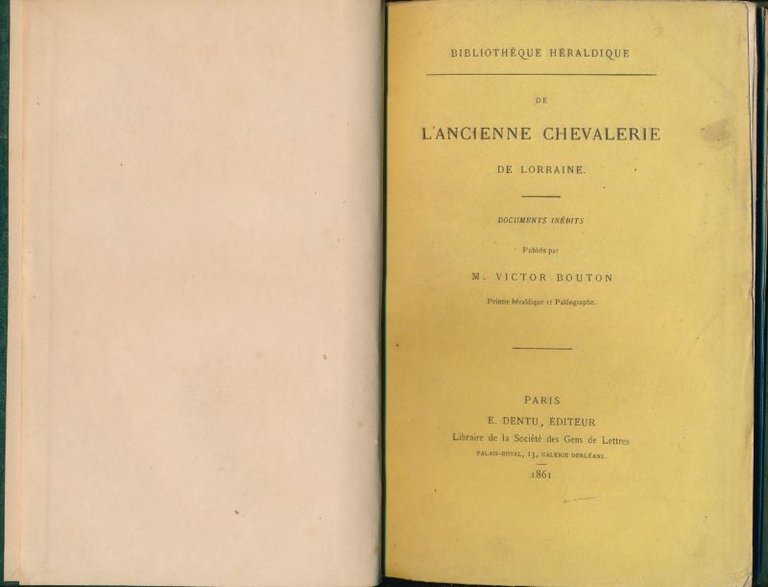 BIBLIOTHÈQUE HÉRALDIQUE
DE
L'ANCIENNE CHEVALERIE
DE LORRAINE.
DOCUMENTS INÉDITS
Publiés par
M. VICTOR BOUTON
Peintre héraldique et Paléographe.
PARIS
E. DENTU, ÉDITEUR
Libraire de la Société des Gens de Lettres
PALAIS-ROYAL, 13, GALERIE D'ORLÉANS.
1861